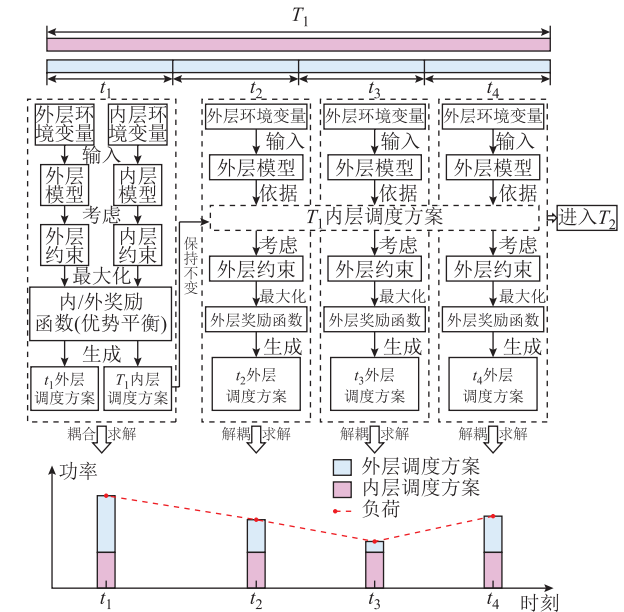 T1
t1
t2
t3
t4
外层环
境变量
内层环
境变量
输入
外层
模型
内层
模型
考虑
外层
约束
内层
约束
最大化
内/外奖励
函数(优势平衡)
生成
t1外层
调度方案
T1内层
调度方案
保持不变
外层环境变量
输入
外层模型
依据
外层环境变量
输入
外层模型
依据
外层环境变量
输入
外层模型
依据
T1内层调度方案
进入T2
考虑
外层约束
最大化
外层奖励函数
生成
t2外层
调度方案
考虑
外层约束
最大化
外层奖励函数
生成
t3外层
调度方案
考虑
外层约束
最大化
外层奖励函数
生成
t4外层
调度方案
耦合 求解
解耦 求解
解耦 求解
解耦 求解
功率
外层调度方案
内层调度方案
负荷
t1
t2
t3
t4
时刻